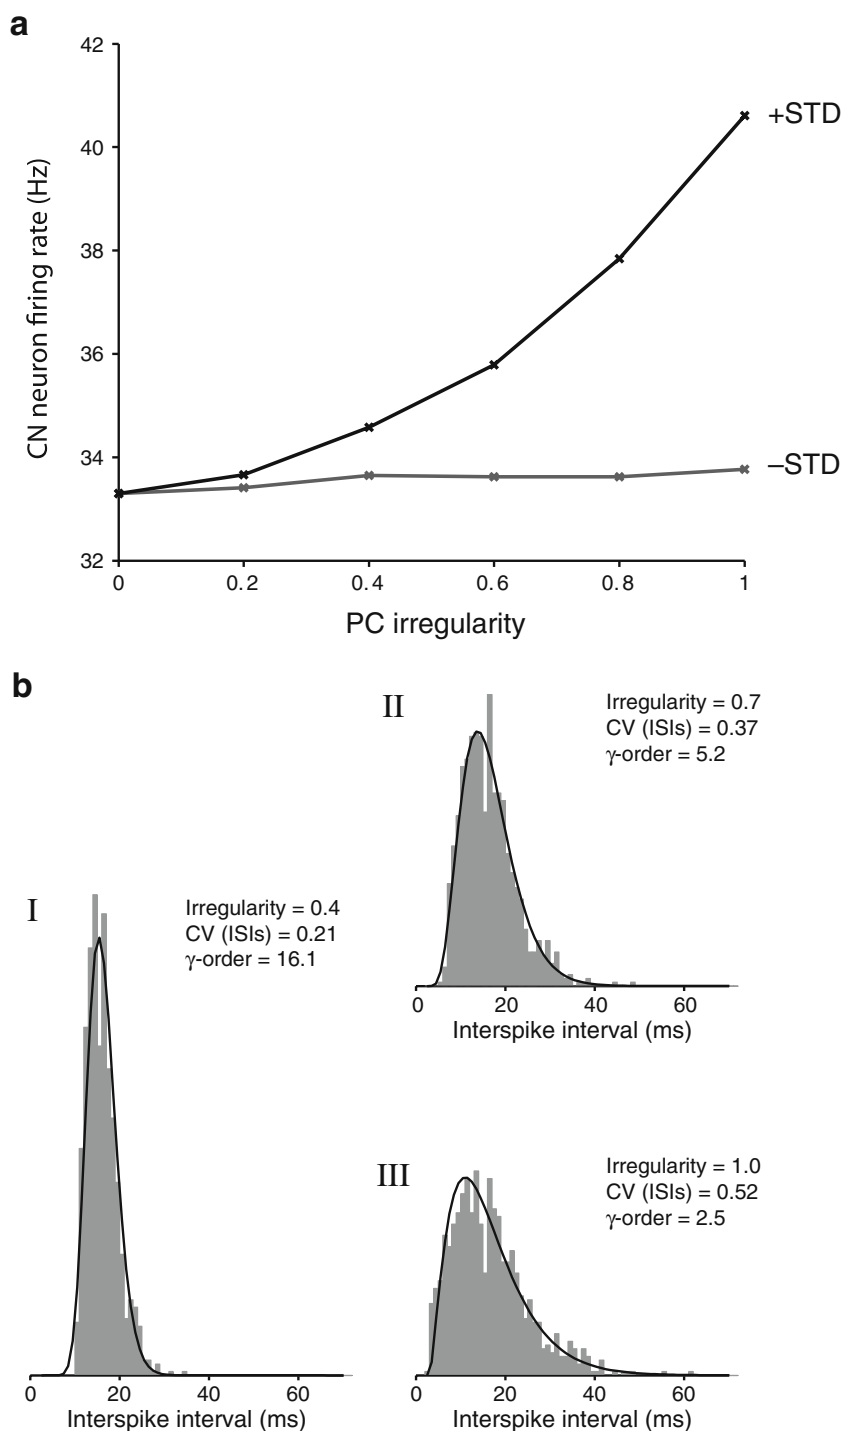 a
42
40
38
36
34
32
CN neuron firing rate (Hz)
+STD
–STD
0 0.2 0.4 0.6 0.8 1
PC irregularity
b
II
Irregularity = 0.7
CV (ISIs) = 0.37
γ-order = 5.2
0 20 40 60
Interspike interval (ms)
I
Irregularity = 0.4
CV (ISIs) = 0.21
γ-order = 16.1
0 20 40 60
Interspike interval (ms)
III
Irregularity = 1.0
CV (ISIs) = 0.52
γ-order = 2.5
0 20 40 60
Interspike interval (ms)